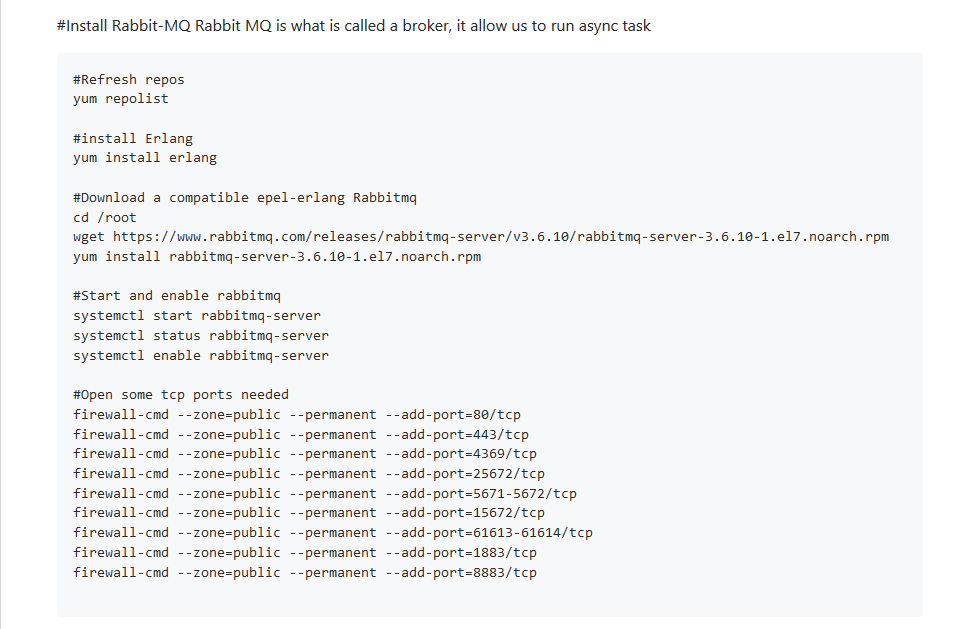 #Install Rabbit-MQ Rabbit MQ is what is called a broker, it allow us to run async task
#Refresh repos
yum repolist
#install Erlang
yum install erlang
#Download a compatible epel-erlang Rabbitmq
cd /root
wget https://www.rabbitmq.com/releases/rabbitmq-server/v3.6.10/rabbitmq-server-3.6.10-1.el7.noarch.rpm
yum install rabbitmq-server-3.6.10-1.el7.noarch.rpm
#Start and enable rabbitmq
systemctl start rabbitmq-server
systemctl status rabbitmq-server
systemctl enable rabbitmq-server
#Open some tcp ports needed
firewall-cmd --zone=public --permanent --add-port=80/tcp
firewall-cmd --zone=public --permanent --add-port=443/tcp
firewall-cmd --zone=public --permanent --add-port=4369/tcp
firewall-cmd --zone=public --permanent --add-port=25672/tcp
firewall-cmd --zone=public --permanent --add-port=5671-5672/tcp
firewall-cmd --zone=public --permanent --add-port=15672/tcp
firewall-cmd --zone=public --permanent --add-port=61613-61614/tcp
firewall-cmd --zone=public --permanent --add-port=1883/tcp
firewall-cmd --zone=public --permanent --add-port=8883/tcp